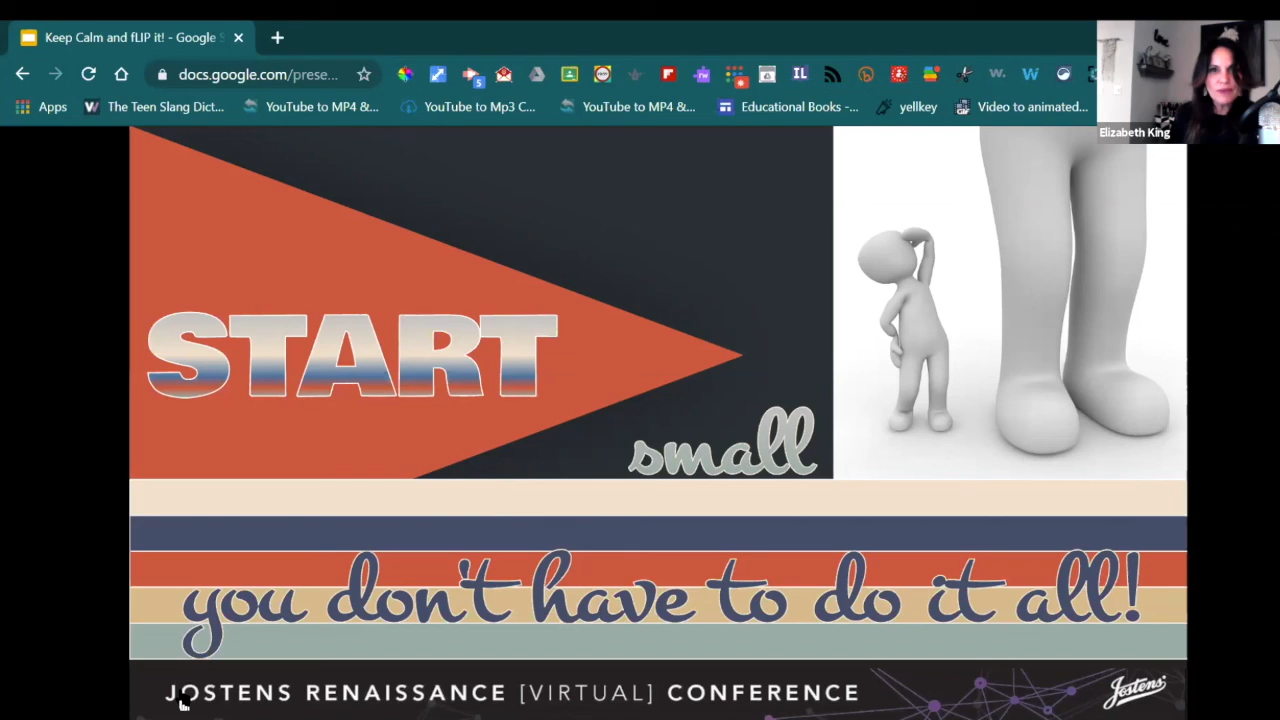 Keep Calm and fLIP it! - Google S
docs.google.com/prese...
Apps
The Teen Slang Dict...
YouTube to MP4 &...
YouTube to Mp3 C...
YouTube to MP4 &...
Educational Books -...
yellkey
Video to animated...
Elizabeth King
START
small
you don't have to do it all!
JOSTENS RENAISSANCE [VIRTUAL] CONFERENCE
Jostens